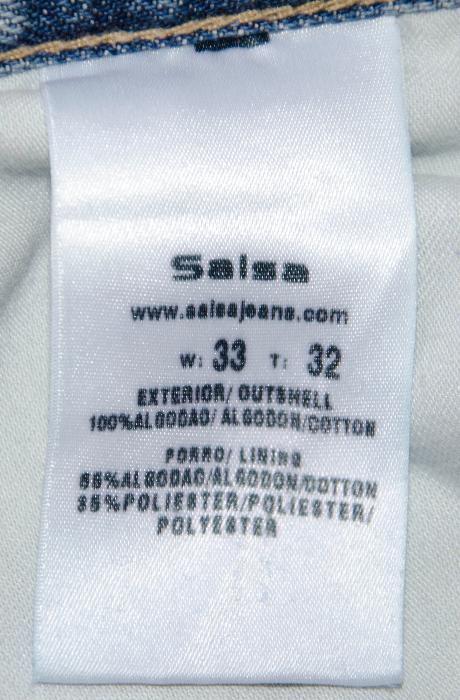 Salsa
www.salsajeans.com
W: 33 T: 32
EXTERIOR/ OUTSHELL
100%ALGODAO/ ALGODON/COTTON
FORRO/ LINING
65%ALGODAO/ALGODON/COTTON
35%POLIESTER/POLIESTER/
POLYESTER